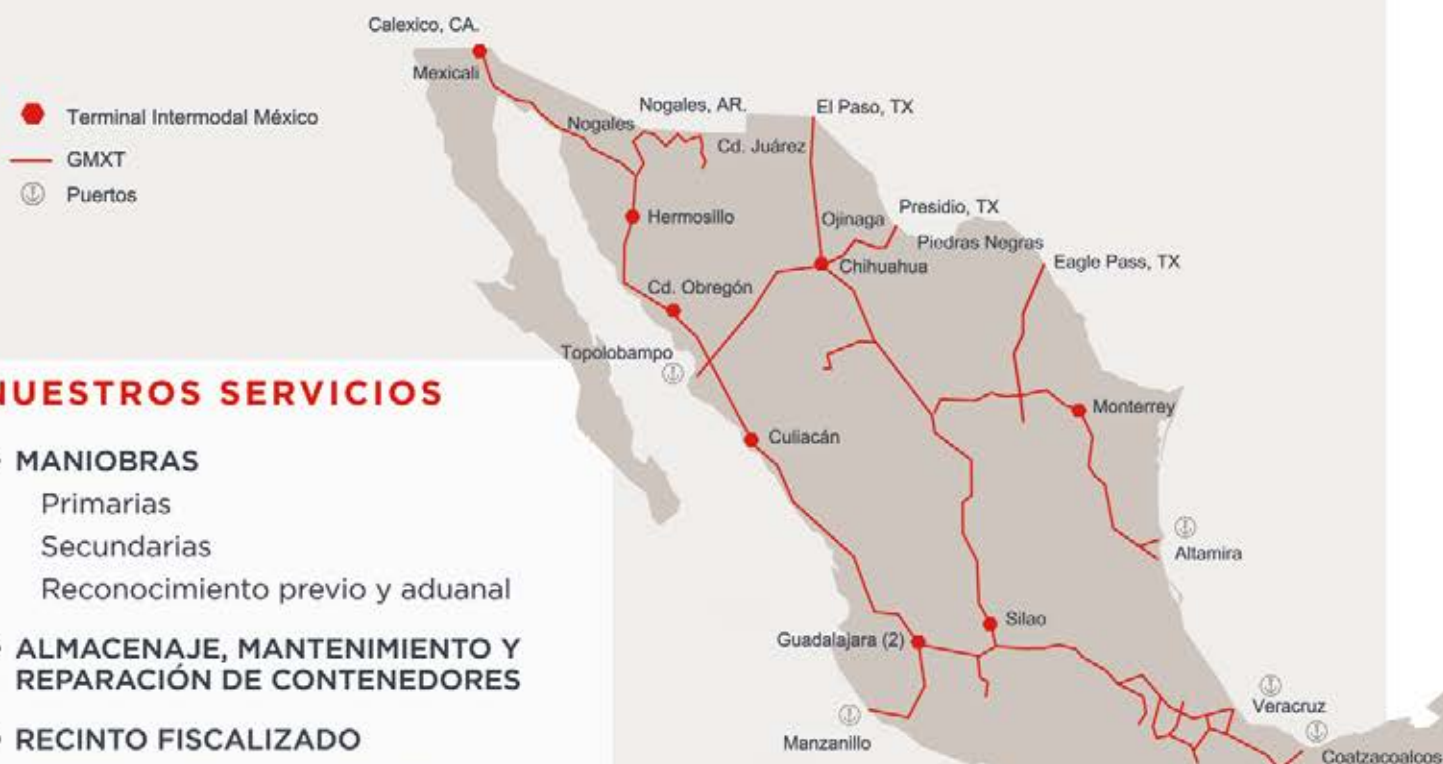 Calexico, CA.
Mexicali
Terminal Intermodal México
GMXT
Puertos
Nogales, AR.
Nogales
El Paso, TX
Cd. Juárez
Hermosillo
Ojinaga
Presidio, TX
Piedras Negras
Chihuahua
Eagle Pass, TX
Cd. Obregón
Topolobampo
NUESTROS SERVICIOS
MANIOBRAS
Primarias
Secundarias
Reconocimiento previo y aduanal
ALMACENAJE, MANTENIMIENTO Y
REPARACIÓN DE CONTENEDORES
RECINTO FISCALIZADO
Monterrey
Culiacán
Altamira
Silao
Guadalajara (2)
Manzanillo
Veracruz
Coatzacoalcos